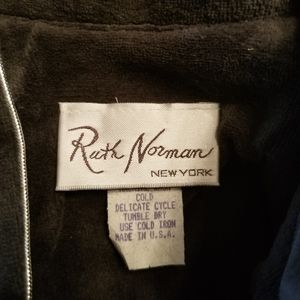 Ruth Norman
NEW YORK
COLD
DELICATE CYCLE
TUMBLE DRY
USE COLD IRON
MADE IN U.S.A.